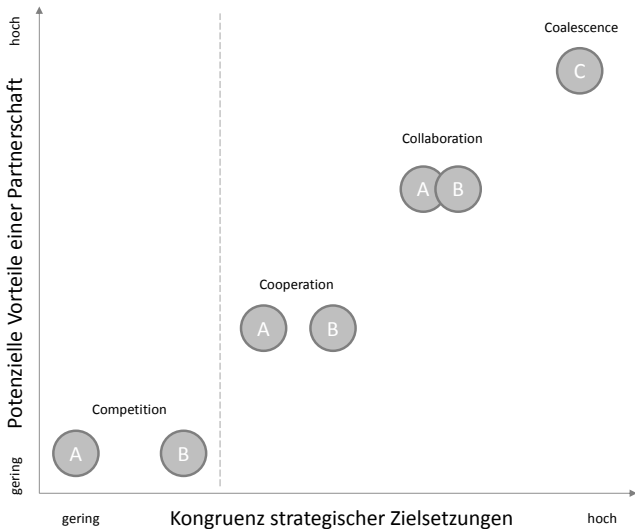 hoch
Potenzielle Vorteile einer Partnerschaft
gering
Coalescence
C
Collaboration
A B
Cooperation
A B
Competition
A B
gering
Kongruenz strategischer Zielsetzungen
hoch